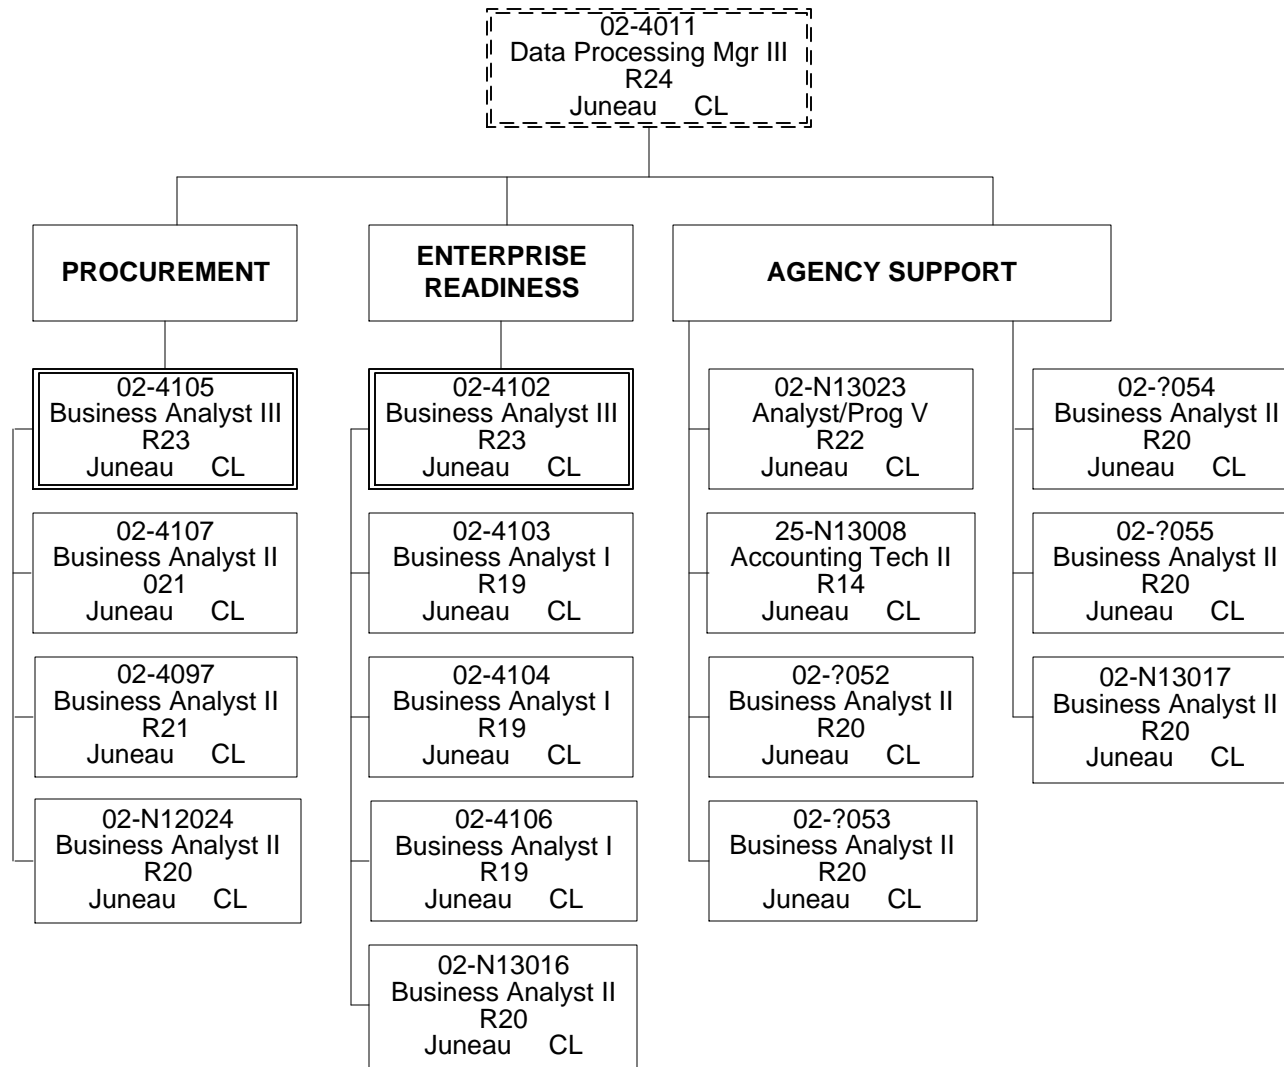 02-4011
Data Processing Mgr III
R24
Juneau CL
PROCUREMENT
02-4105
Business Analyst III
R23
Juneau CL
02-4107
Business Analyst II
021
Juneau CL
02-4097
Business Analyst II
R21
Juneau CL
02-N12024
Business Analyst II
R20
Juneau CL
ENTERPRISE
READINESS
02-4102
Business Analyst III
R23
Juneau CL
02-4103
Business Analyst I
R19
Juneau CL
02-4104
Business Analyst I
R19
Juneau CL
02-4106
Business Analyst I
R19
Juneau CL
02-N13016
Business Analyst II
R20
Juneau CL
AGENCY SUPPORT
02-N13023
Analyst/Prog V
R22
Juneau CL
25-N13008
Accounting Tech II
R14
Juneau CL
02-?052
Business Analyst II
R20
Juneau CL
02-?053
Business Analyst II
R20
Juneau CL
02-?054
Business Analyst II
R20
Juneau CL
02-?055
Business Analyst II
R20
Juneau CL
02-N13017
Business Analyst II
R20
Juneau CL